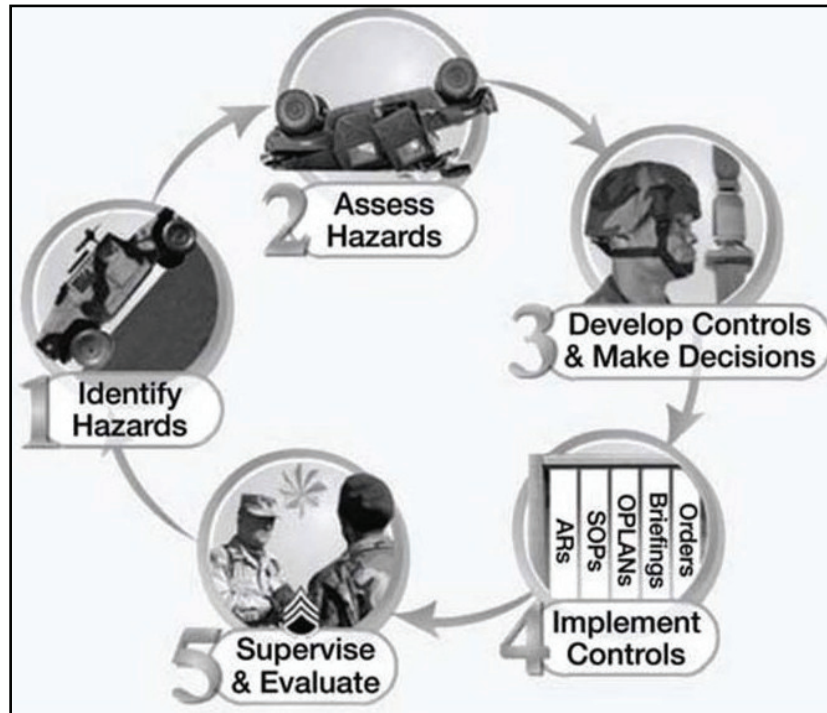 1
Identify
Hazards
2
Assess
Hazards
3
Develop Controls
& Make Decisions
ARs
SOPs
OPLANs
Briefings
Orders
4
Implement
Controls
5
Supervise
& Evaluate